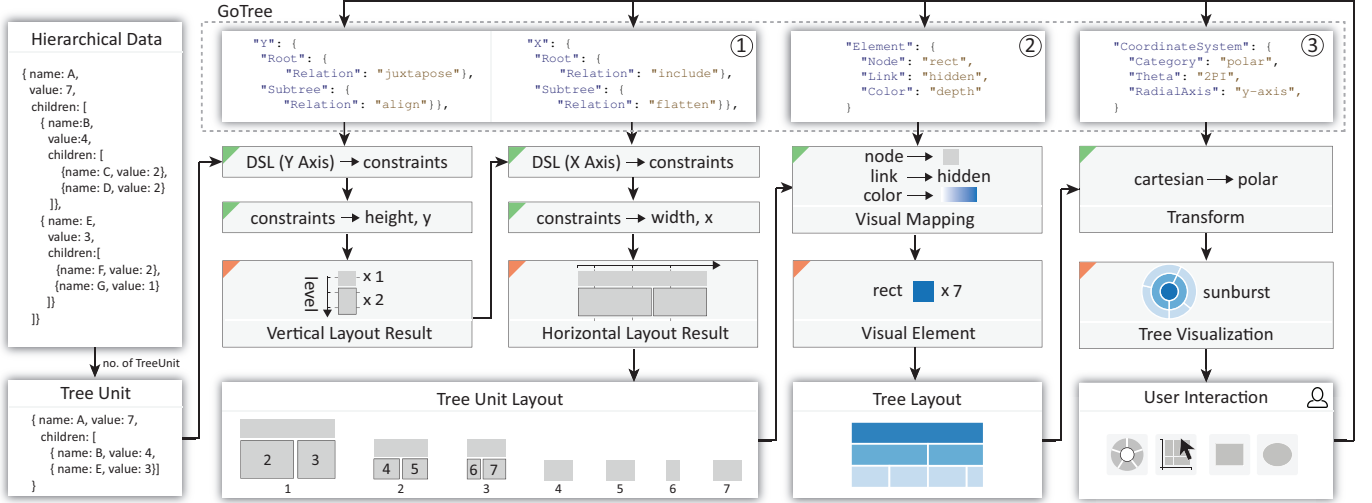 GoTree
Hierarchical Data
{ name: A,
value: 7,
children: [
{ name:B,
value:4,
children: [
{name: C, value: 2},
{name: D, value: 2}
]},
{ name: E,
value: 3,
children:[
{name: F, value: 2},
{name: G, value: 1}
]}
]}
no. of TreeUnit
Tree Unit
{ name: A, value: 7,
children: [
{ name: B, value: 4,
{ name: E, value: 3}]
}
"Y": {
"Root": {
"Relation": "juxtapose"},
"Subtree": {
"Relation": "align"}},
"X": {
"Root": {
"Relation": "include"},
"Subtree": {
"Relation": "flatten"}},
1
DSL (Y Axis) → constraints
constraints → height, y
level
x 1
x 2
Vertical Layout Result
DSL (X Axis) → constraints
constraints → width, x
Horizontal Layout Result
Tree Unit Layout
2 3
4 5
6 7
1 2 3 4 5 6 7
"Element": {
"Node": "rect",
"Link": "hidden",
"Color": "depth"
}
2
node →
link → hidden
color →
Visual Mapping
rect x 7
Visual Element
Tree Layout
"CoordinateSystem": {
"Category": "polar",
"Theta": "2PI",
"RadialAxis": "y-axis",
}
3
cartesian → polar
Transform
sunburst
Tree Visualization
User Interaction